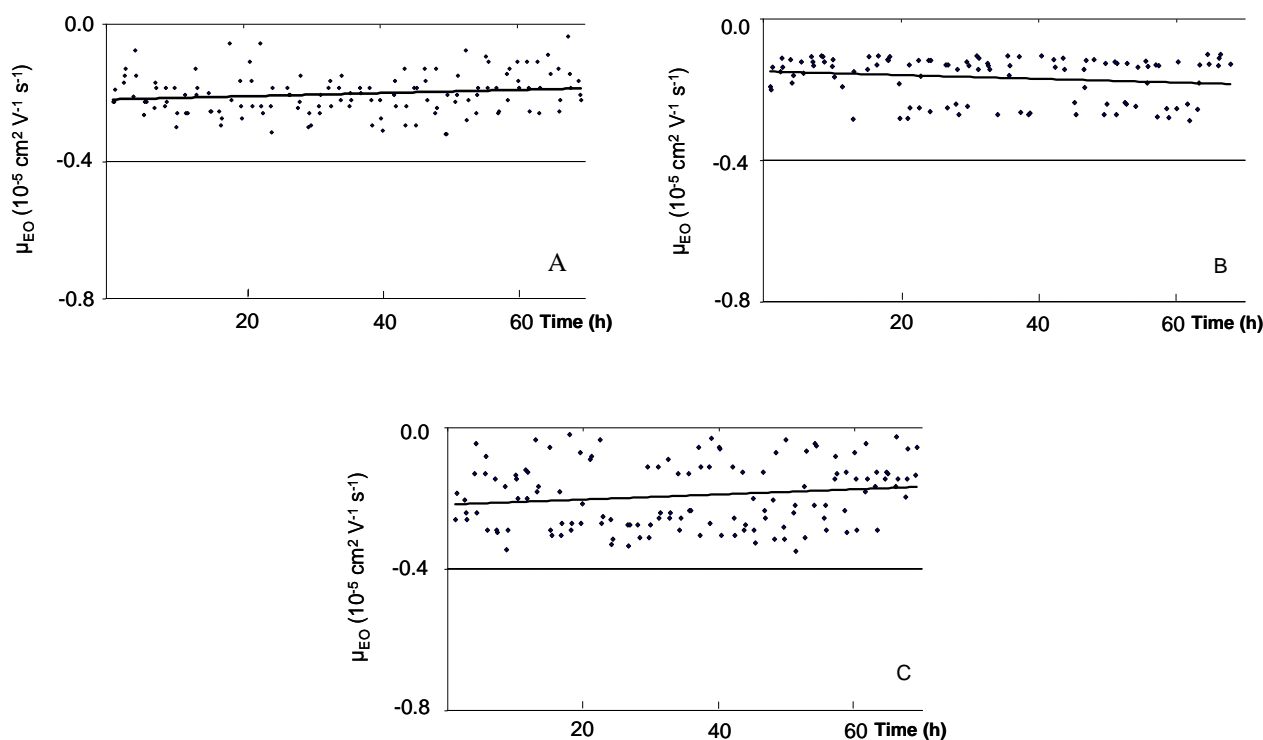 0.0
-0.4
-0.8
μEO (10-5 cm2 V-1 s-1)
A
20 40 60 Time (h)
0.0
-0.4
-0.8
μEO (10-5 cm2 V-1 s-1)
B
20 40 60 Time (h)
0.0
-0.4
-0.8
μEO (10-5 cm2 V-1 s-1)
C
20 40 60 Time (h)